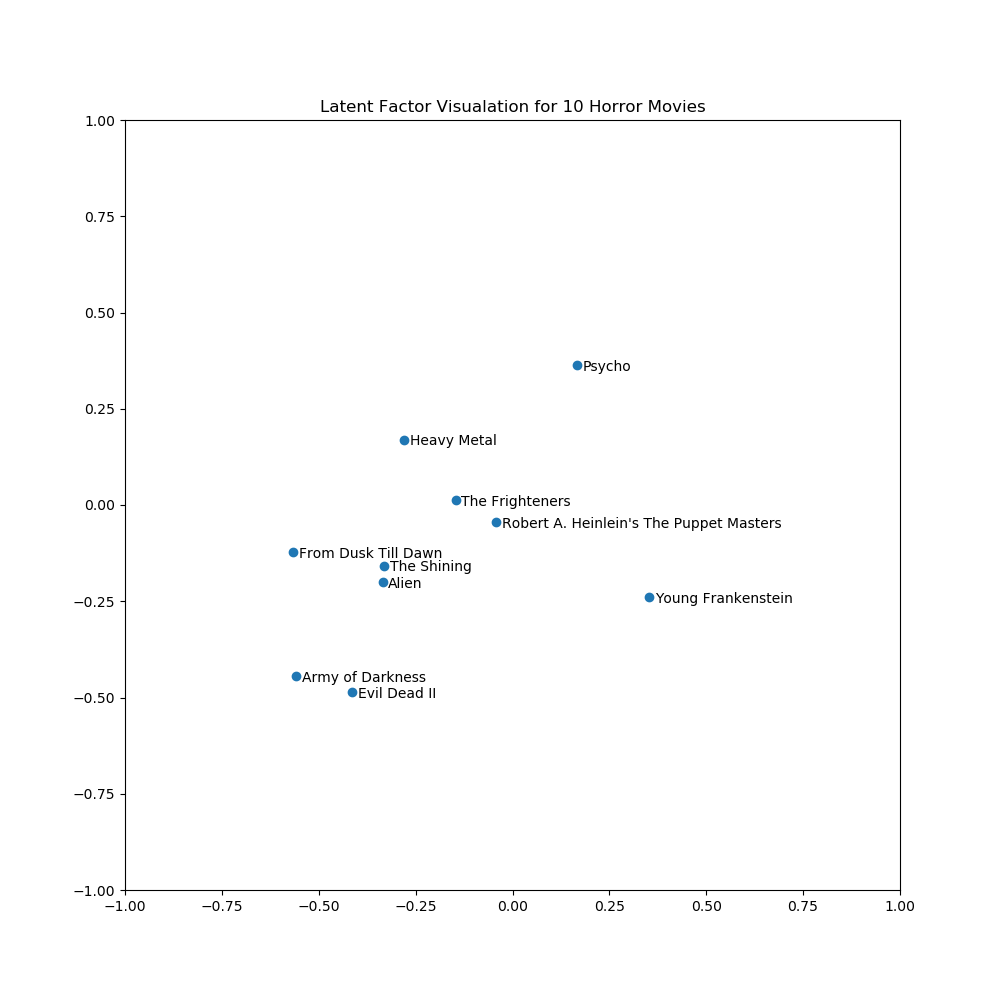 Latent Factor Visualation for 10 Horror Movies
1.00
0.75
0.50
Psycho
0.25
Heavy Metal
0.00
The Frighteners
Robert A. Heinlein's The Puppet Masters
From Dusk Till Dawn
The Shining
Alien
−0.25
Young Frankenstein
Army of Darkness
Evil Dead II
−0.50
−0.75
−1.00
−1.00 −0.75 −0.50 −0.25 0.00 0.25 0.50 0.75 1.00